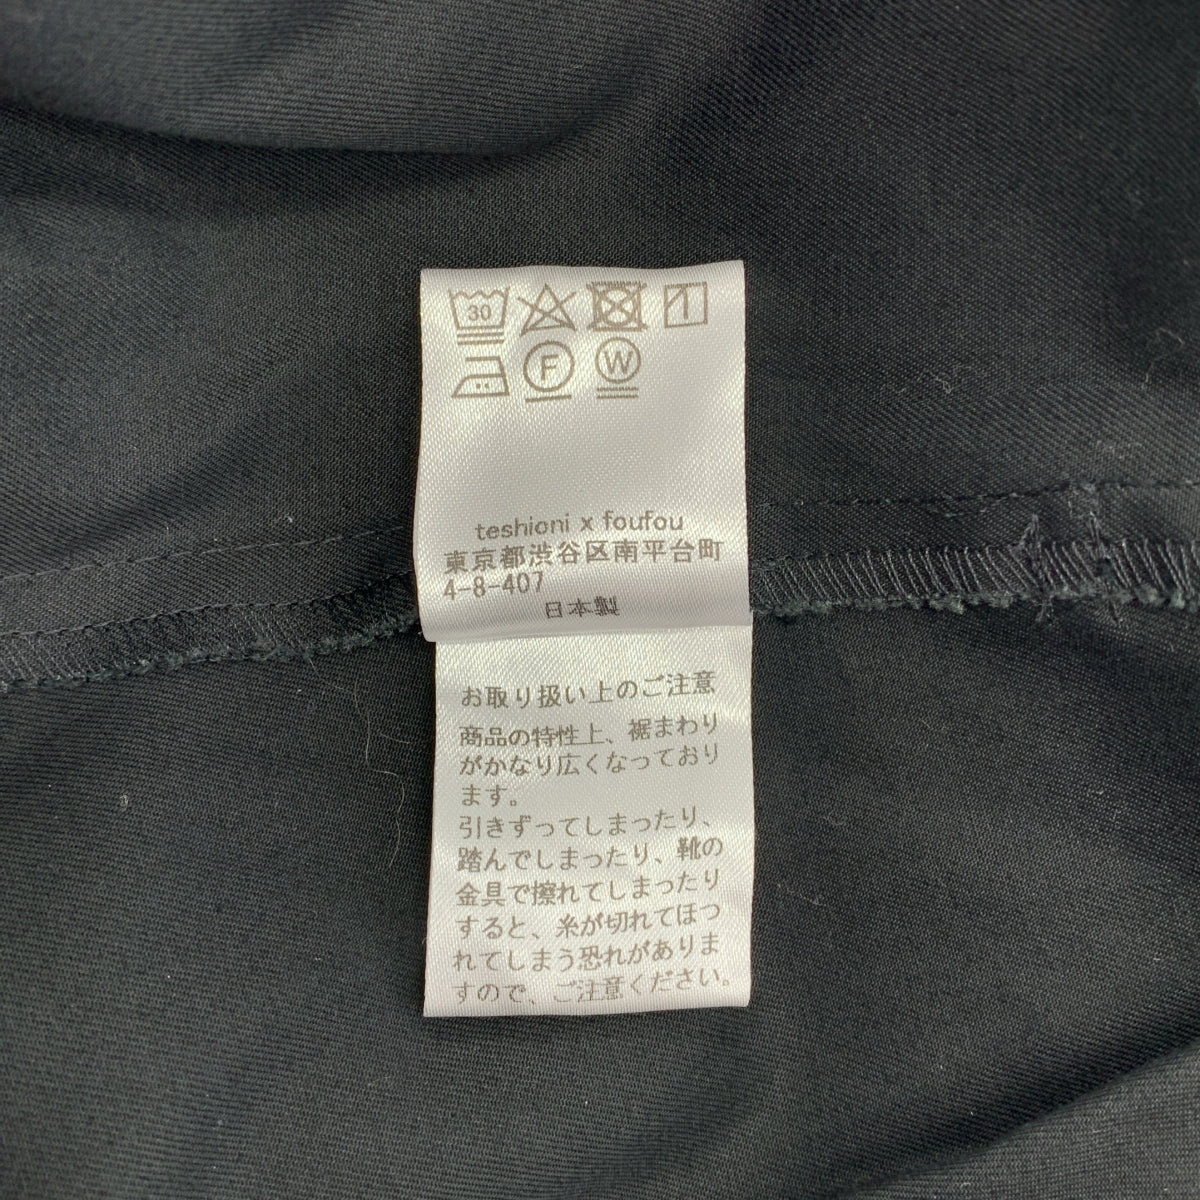 30
F W
teshioni x foufou
東京都渋谷区南平台町
4-8-407
日本製
お取り扱い上のご注意
商品の特性上、裾まわり
がかなり広くなっており
ます。
引きずってしまったり、
踏んでしまったり、靴の
金具で擦れてしまったり
すると、糸が切れてほつ
れてしまう恐れがありま
すので、ご注意ください。